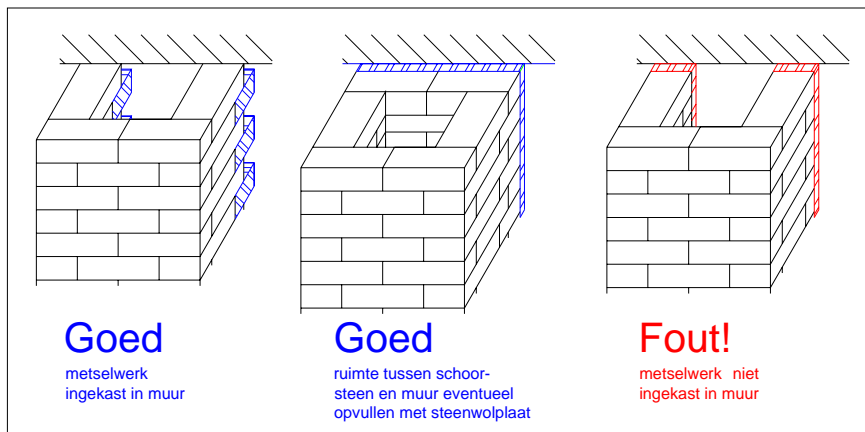 Goed
metselwerk
ingekast in muur
Goed
ruimte tussen schoor-
steen en muur eventueel
opvullen met steenwolplaat
Fout!
metselwerk niet
ingekast in muur